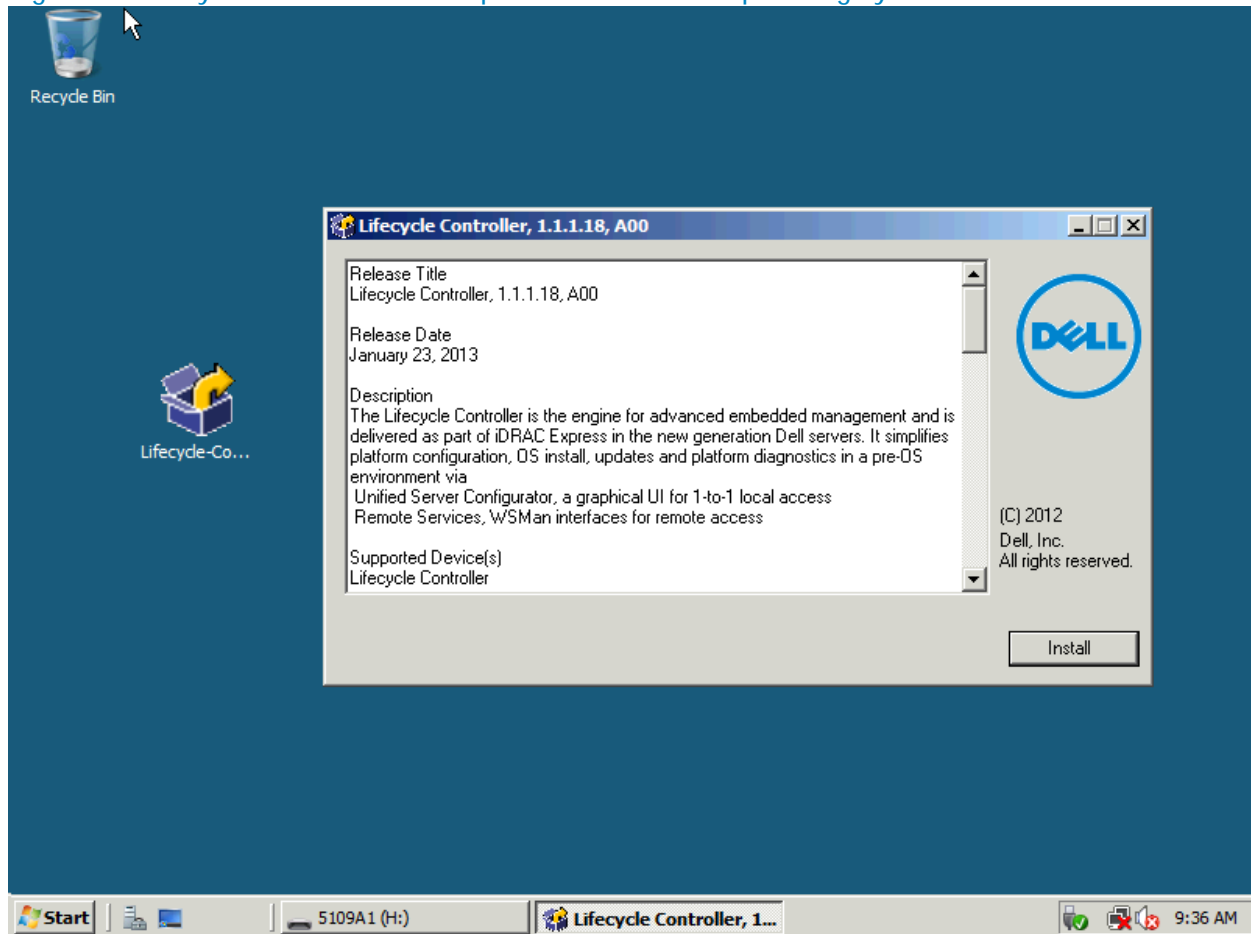 Recycle Bin
Lifecycle Controller, 1.1.1.18, A00
Release Title
Lifecycle Controller, 1.1.1.18, A00
Release Date
January 23, 2013
Description
The Lifecycle Controller is the engine for advanced embedded management and is
delivered as part of iDRAC Express in the new generation Dell servers. It simplifies
platform configuration, OS install, updates and platform diagnostics in a pre-OS
environment via
Unified Server Configurator, a graphical UI for 1-to-1 local access
Remote Services, WSMan interfaces for remote access
Supported Device(s)
Lifecycle Controller
DELL
(C) 2012
Dell, Inc.
All rights reserved.
Install
Lifecycle-Co...
Start
5109A1 (H:)
Lifecycle Controller, 1...
9:36 AM